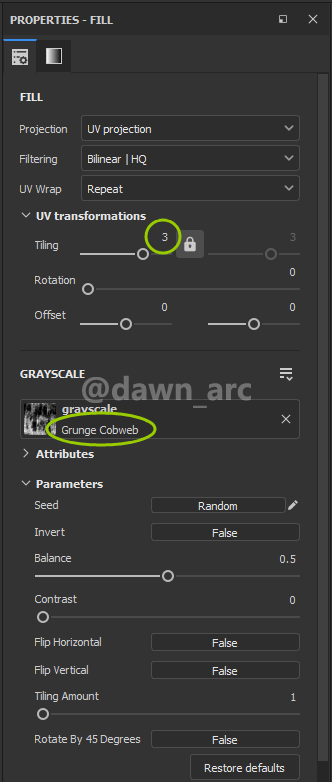 PROPERTIES - FILL
FILL
Projection UV projection
Filtering Bilinear | HQ
UV Wrap Repeat
UV transformations
Tiling 3 3
Rotation 0
Offset 0 0
GRAYSCALE
@dawn_arc
grayscale
Grunge Cobweb
Attributes
Parameters
Seed Random
Invert False
Balance 0.5
Contrast 0
Flip Horizontal False
Flip Vertical False
Tiling Amount 1
Rotate By 45 Degrees False
Restore defaults